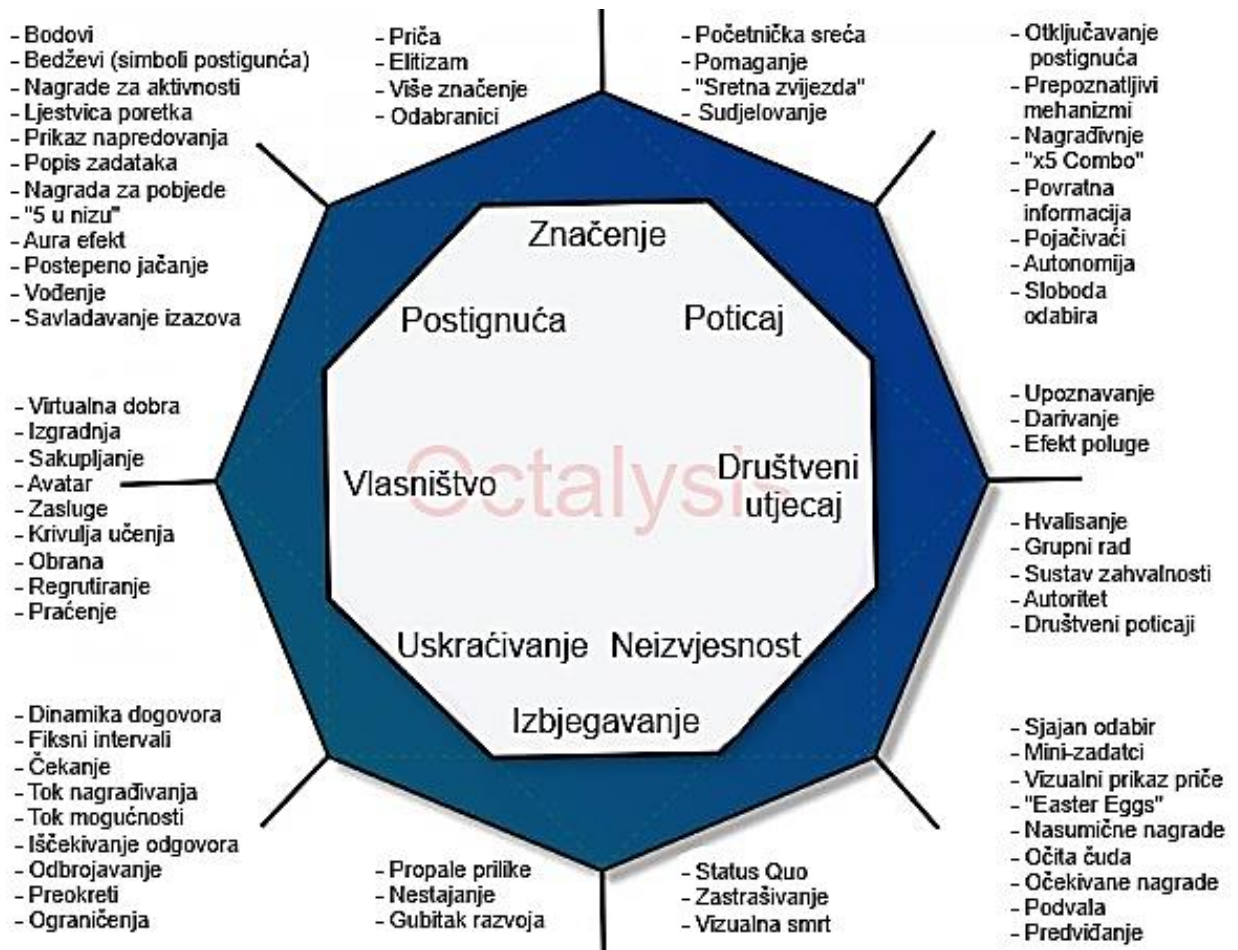 - Bodovi
- Bedževi (simboli postigunća)
- Nagrade za aktivnosti
- Ljestvica poretka
- Prikaz napredovanja
- Popis zadataka
- Nagrada za pobjede
- "5 u nizu"
- Aura efekt
- Postepeno jačanje
- Vođenje
- Savladavanje izazova
- Priča
- Elitizam
- Više značenje
- Odabranici
- Početnička sreća
- Pomaganje
- "Sretna zvijezda"
- Sudjelovanje
- Otključavanje
postignuća
- Prepoznatljivi
mehanizmi
- Nagrađivnje
- "x5 Combo"
- Povratna
informacija
- Pojačivaći
- Autonomija
- Sloboda
odabira
Značenje
Postignuća
Poticaj
- Virtualna dobra
- Izgradnja
- Sakupljanje
- Avatar
- Zasluge
- Krivulja učenja
- Obrana
- Regrutiranje
- Praćenje
Vlasništvo
Octalysis
Društveni
utjecaj
- Upoznavanje
- Darivanje
- Efekt poluge
- Hvalisanje
- Grupni rad
- Sustav zahvalnosti
- Autoritet
- Društveni poticaji
Uskraćivanje
Neizvjesnost
Izbjegavanje
- Dinamika dogovora
- Fiksni intervali
- Čekanje
- Tok nagrađivanja
- Tok mogućnosti
- Iščekivanje odgovora
- Odbrojavanje
- Preokreti
- Ograničenja
- Propale prilike
- Nestajanje
- Gubitak razvoja
- Status Quo
- Zastrašivanje
- Vizualna smrt
- Sjajan odabir
- Mini-zadatci
- Vizualni prikaz priče
- "Easter Eggs"
- Nasumične nagrade
- Očita čuda
- Očekivane nagrade
- Podvala
- Predviđanje